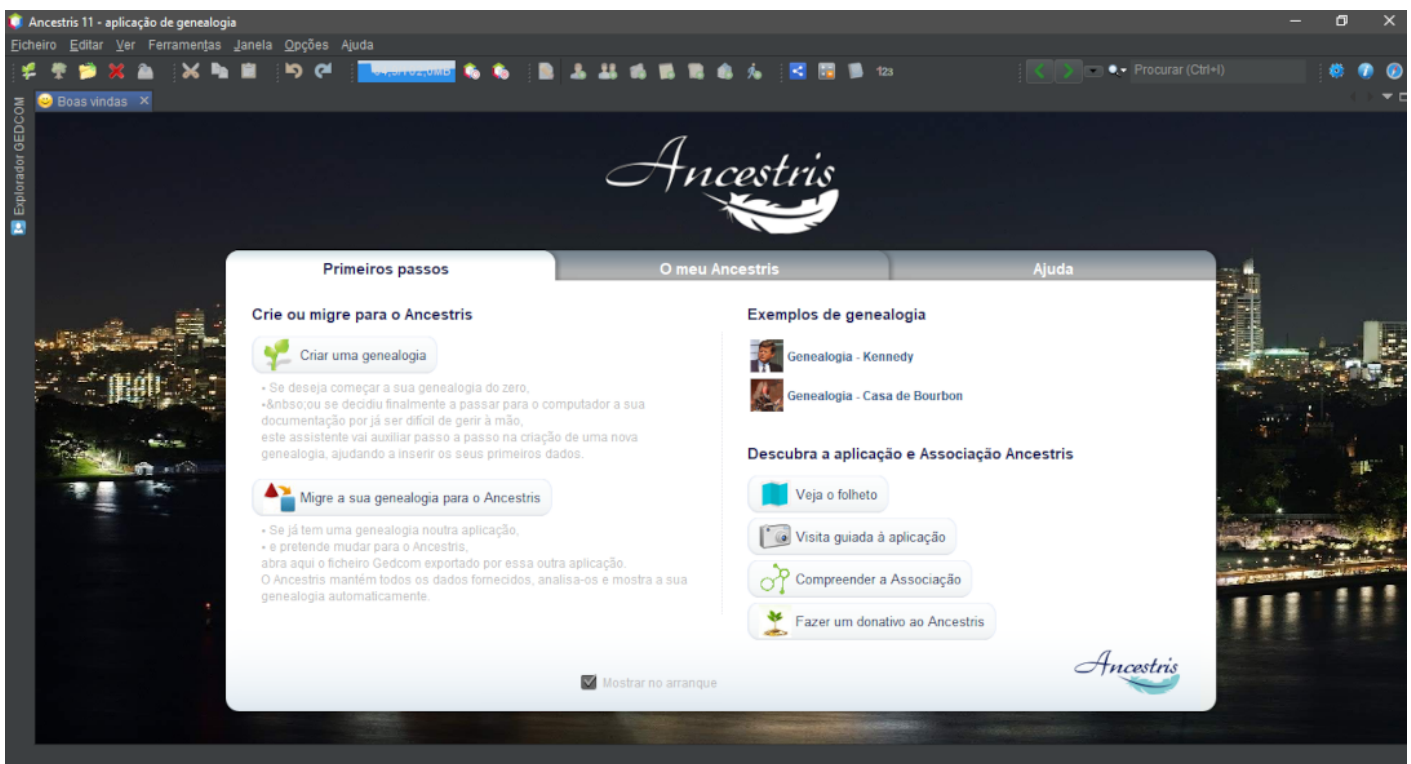 Ancestris 11 - aplicação de genealogia
Ficheiro Editar Ver Ferramentas Janela Opções Ajuda
123
Procurar (Ctrl+I)
Boas vindas
Explorador GEDCOM
Ancestris
Primeiros passos
O meu Ancestris
Ajuda
Crie ou migre para o Ancestris
Criar uma genealogia
• Se deseja começar a sua genealogia do zero,
•&nbso;ou se decidiu finalmente a passar para o computador a sua
documentação por já ser difícil de gerir à mão,
este assistente vai auxiliar passo a passo na criação de uma nova
genealogia, ajudando a inserir os seus primeiros dados.
Migre a sua genealogia para o Ancestris
• Se já tem uma genealogia noutra aplicação,
• e pretende mudar para o Ancestris,
abra aqui o ficheiro Gedcom exportado por essa outra aplicação.
O Ancestris mantém todos os dados fornecidos, analisa-os e mostra a sua
genealogia automaticamente.
Exemplos de genealogia
Genealogia - Kennedy
Genealogia - Casa de Bourbon
Descubra a aplicação e Associação Ancestris
Veja o folheto
Visita guiada á aplicação
Compreender a Associação
Fazer um donativo ao Ancestris
Ancestris
Mostrar no arranque